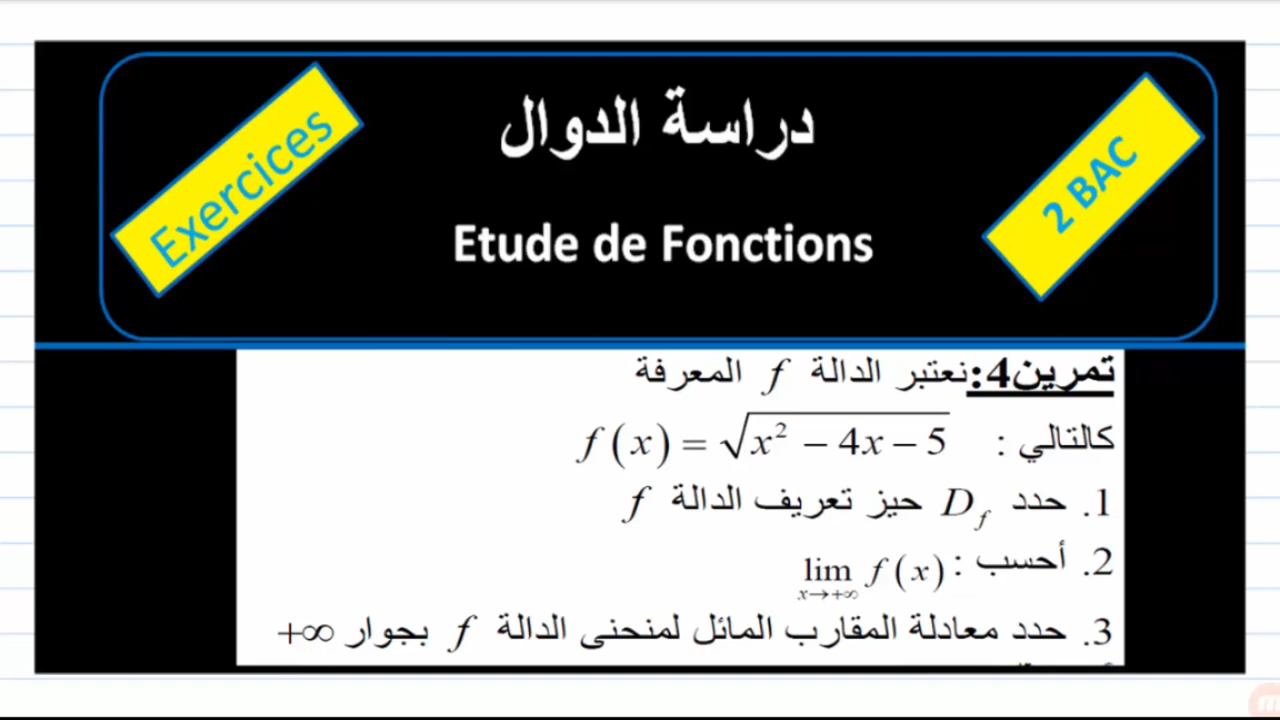 دراسة الدوال
Exercices
2 BAC
Etude de Fonctions
تمرين4: نعتبر الدالة f المعرفة
كالتالي : f(x) = √(x² − 4x − 5)
1. حدد D_f حيز تعريف الدالة f
2. أحسب : lim_{x→+∞} f(x)
3. حدد معادلة المقارب المائل لمنحنى الدالة f بجوار +∞